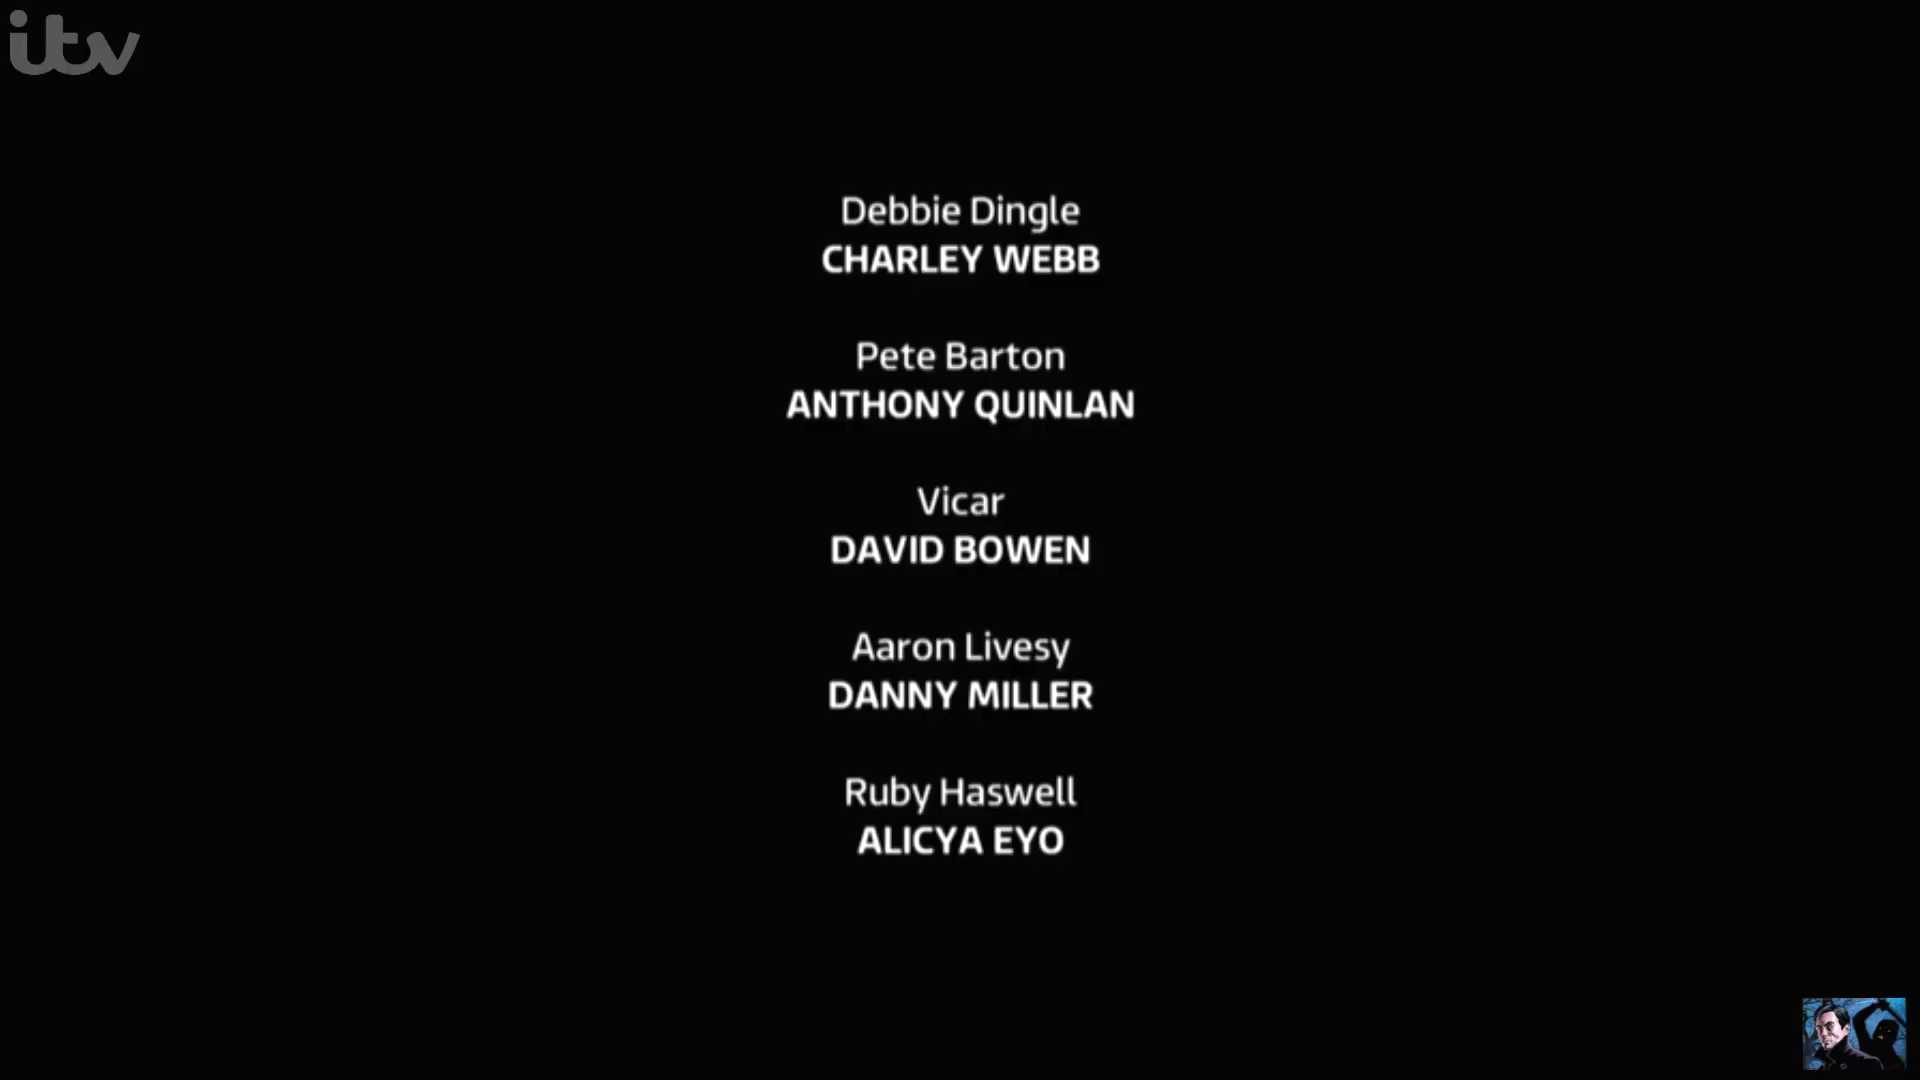 itv
Debbie Dingle
CHARLEY WEBB
Pete Barton
ANTHONY QUINLAN
Vicar
DAVID BOWEN
Aaron Livesy
DANNY MILLER
Ruby Haswell
ALICYA EYO